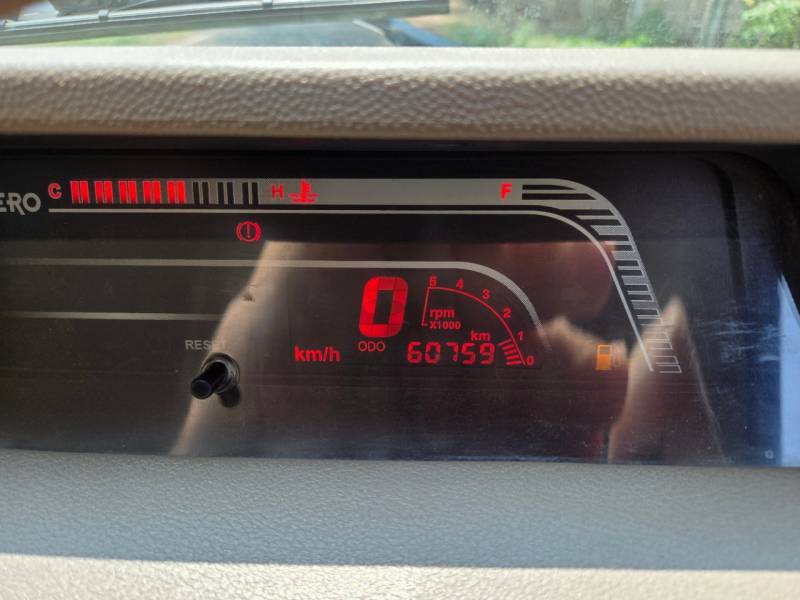 C H F
ERO
5 4 3 2 1 0
0
rpm
X1000
km
RESET
km/h ODO 60759